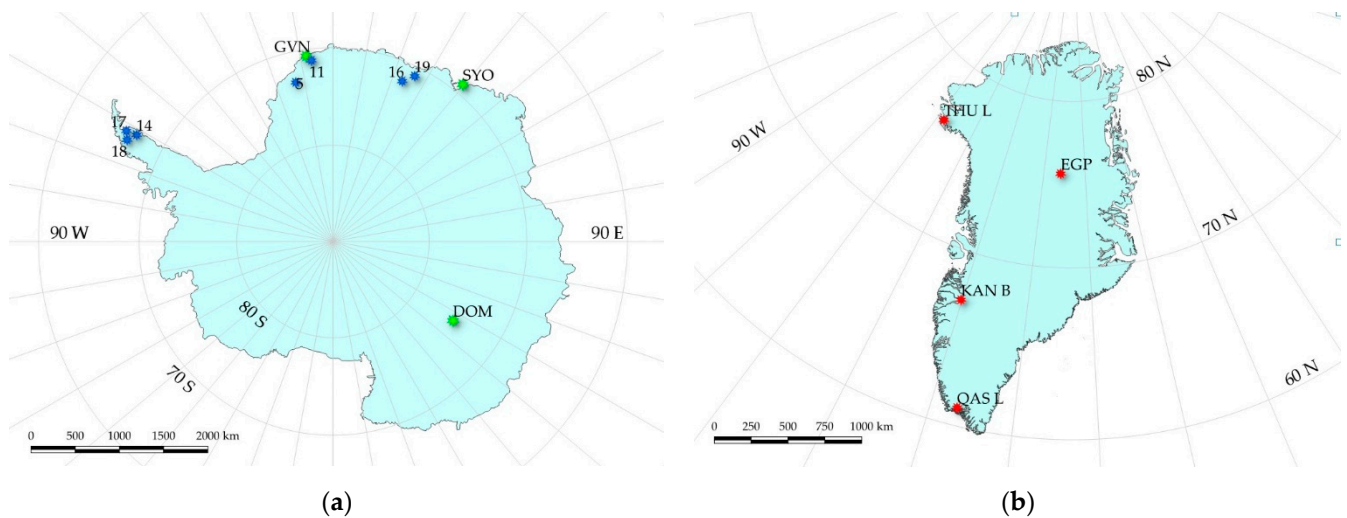 GVN
11
5
16
19
SYO
17
14
18
90 W
90 E
DOM
80 S
70 S
0 500 1000 1500 2000 km
(a)
80 N
THU L
90 W
EGP
70 N
KAN B
60 N
QAS L
0 250 500 750 1000 km
(b)